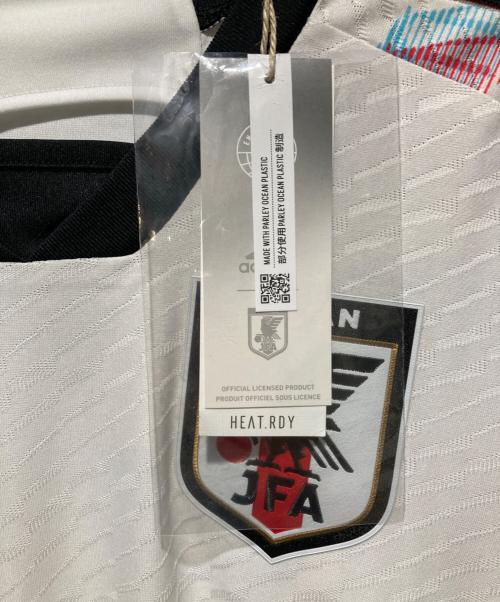 MADE WITH PARLEY OCEAN PLASTIC
部分使用 PARLEY OCEAN PLASTIC 制造
OFFICIAL LICENSED PRODUCT
PRODUIT OFFICIEL SOUS LICENCE
HEAT.RDY
AN
JFA